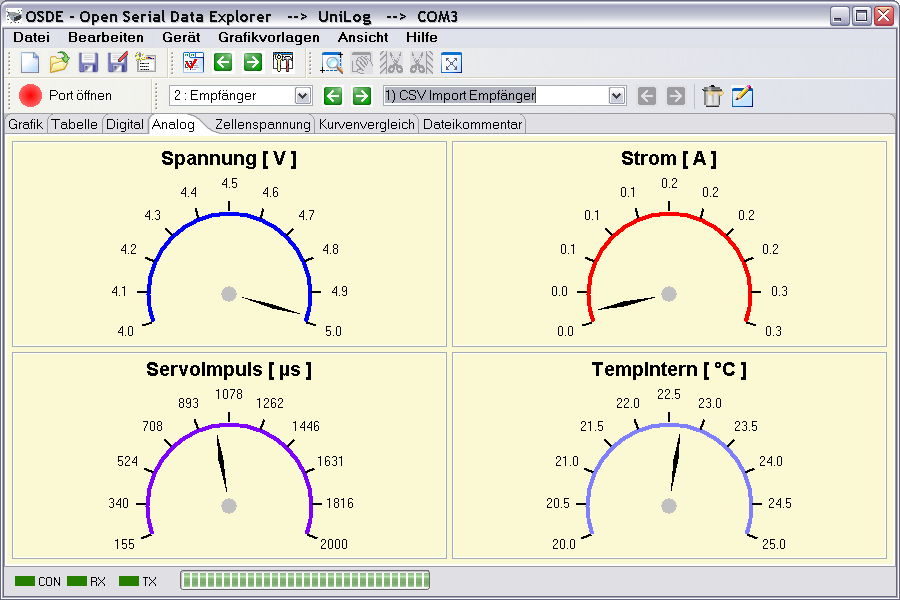 OSDE - Open Serial Data Explorer --> UniLog --> COM3
Datei Bearbeiten Gerät Grafikvorlagen Ansicht Hilfe
Port öffnen 2 : Empfänger 1) CSV Import Empfänger
Grafik Tabelle Digital Analog Zellenspannung Kurvenvergleich Dateikommentar
Spannung [ V ]
4.0 4.1 4.2 4.3 4.4 4.5 4.6 4.7 4.8 4.9 5.0
Strom [ A ]
0.0 0.0 0.1 0.1 0.1 0.2 0.2 0.2 0.2 0.3 0.3
ServoImpuls [ µs ]
155 340 524 708 893 1078 1262 1446 1631 1816 2000
TempIntern [ °C ]
20.0 20.5 21.0 21.5 22.0 22.5 23.0 23.5 24.0 24.5 25.0
CON RX TX